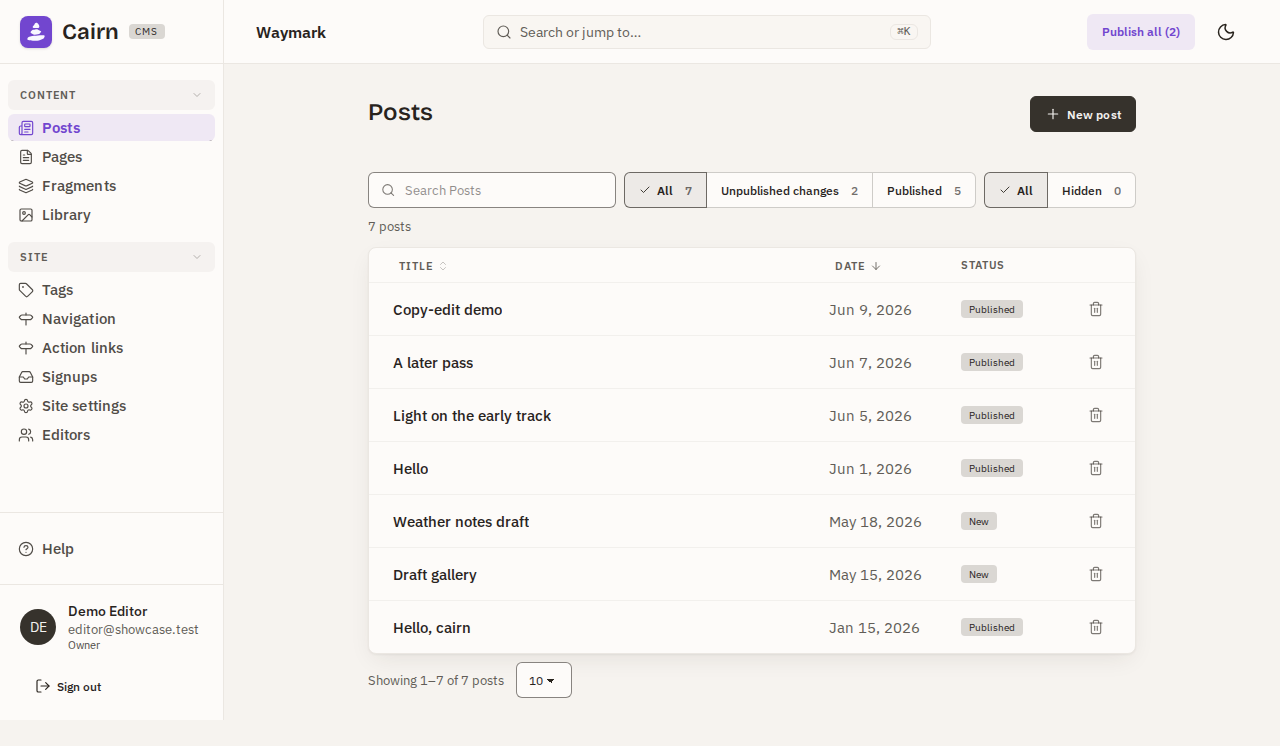 Cairn CMS
Waymark
Search or jump to...
⌘K
Publish all (2)
CONTENT
Posts
Pages
Fragments
Library
SITE
Tags
Navigation
Action links
Signups
Site settings
Editors
Help
DE
Demo Editor
editor@showcase.test
Owner
Sign out
Posts
New post
Search Posts
All 7
Unpublished changes 2
Published 5
All
Hidden 0
7 posts
TITLE DATE STATUS
Copy-edit demo Jun 9, 2026 Published
A later pass Jun 7, 2026 Published
Light on the early track Jun 5, 2026 Published
Hello Jun 1, 2026 Published
Weather notes draft May 18, 2026 New
Draft gallery May 15, 2026 New
Hello, cairn Jan 15, 2026 Published
Showing 1–7 of 7 posts 10